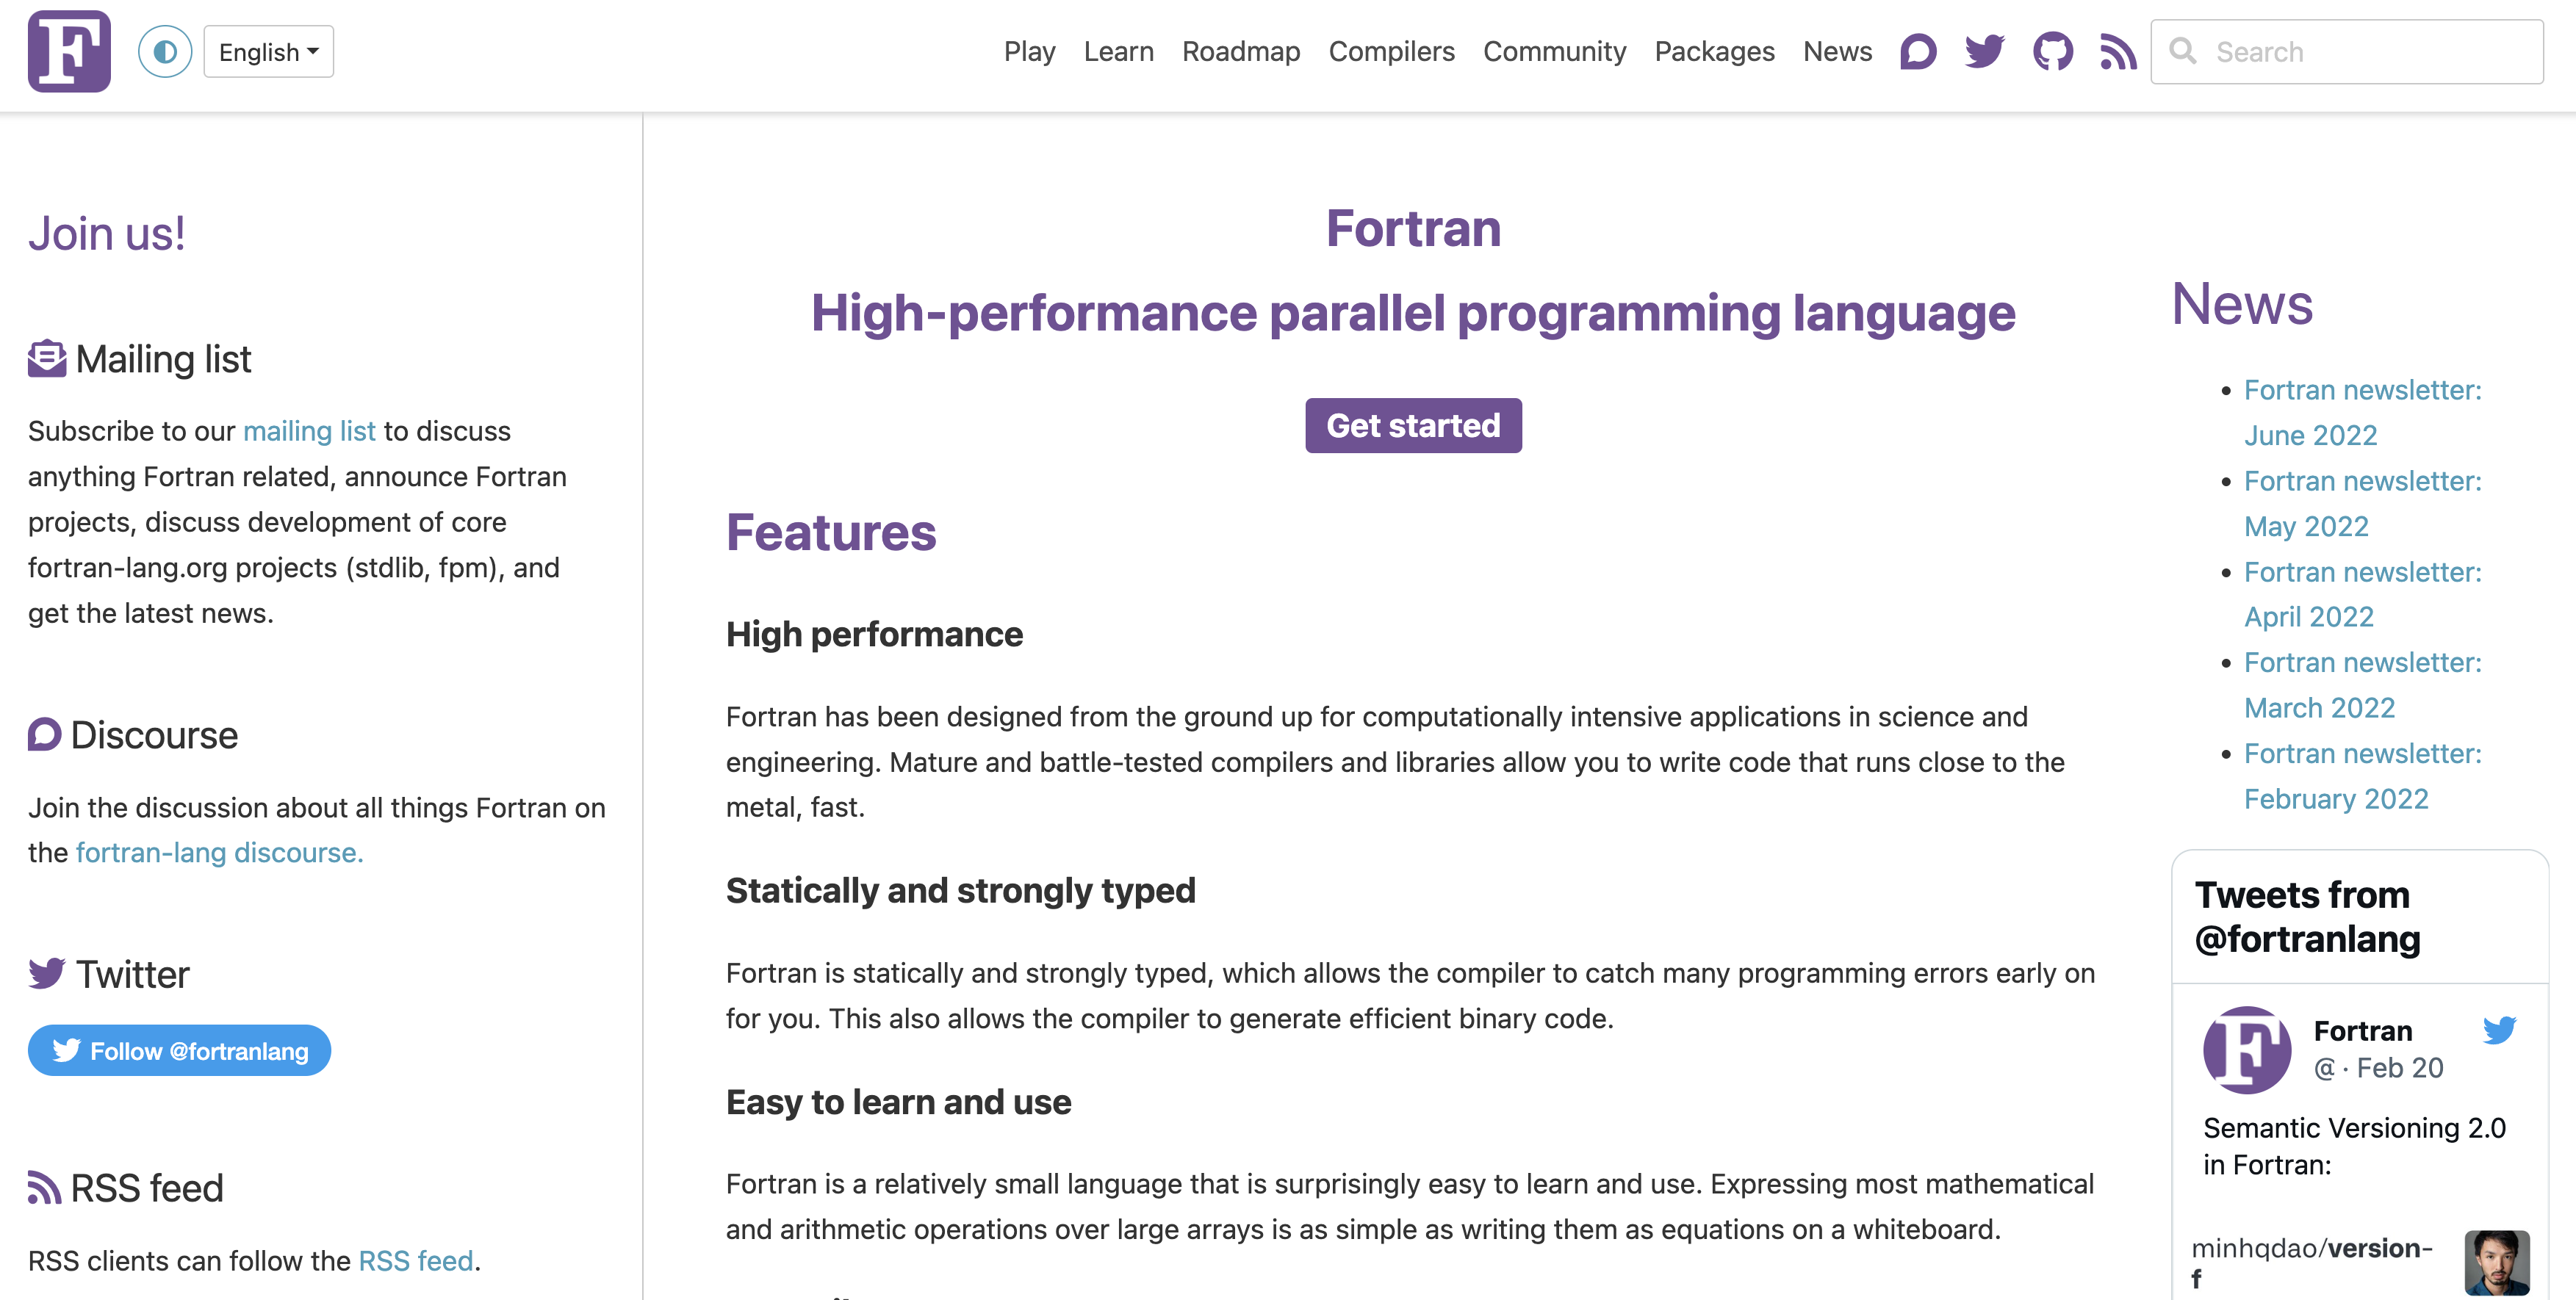 F
English
Play Learn Roadmap Compilers Community Packages News
Search
Join us!
Mailing list
Subscribe to our mailing list to discuss
anything Fortran related, announce Fortran
projects, discuss development of core
fortran-lang.org projects (stdlib, fpm), and
get the latest news.
Discourse
Join the discussion about all things Fortran on
the fortran-lang discourse.
Twitter
Follow @fortranlang
RSS feed
RSS clients can follow the RSS feed.
Fortran
High-performance parallel programming language
Get started
Features
High performance
Fortran has been designed from the ground up for computationally intensive applications in science and
engineering. Mature and battle-tested compilers and libraries allow you to write code that runs close to the
metal, fast.
Statically and strongly typed
Fortran is statically and strongly typed, which allows the compiler to catch many programming errors early on
for you. This also allows the compiler to generate efficient binary code.
Easy to learn and use
Fortran is a relatively small language that is surprisingly easy to learn and use. Expressing most mathematical
and arithmetic operations over large arrays is as simple as writing them as equations on a whiteboard.
News
Fortran newsletter:
June 2022
Fortran newsletter:
May 2022
Fortran newsletter:
April 2022
Fortran newsletter:
March 2022
Fortran newsletter:
February 2022
Tweets from
@fortranlang
F
Fortran
@ · Feb 20
Semantic Versioning 2.0
in Fortran:
minhqdao/version-
f